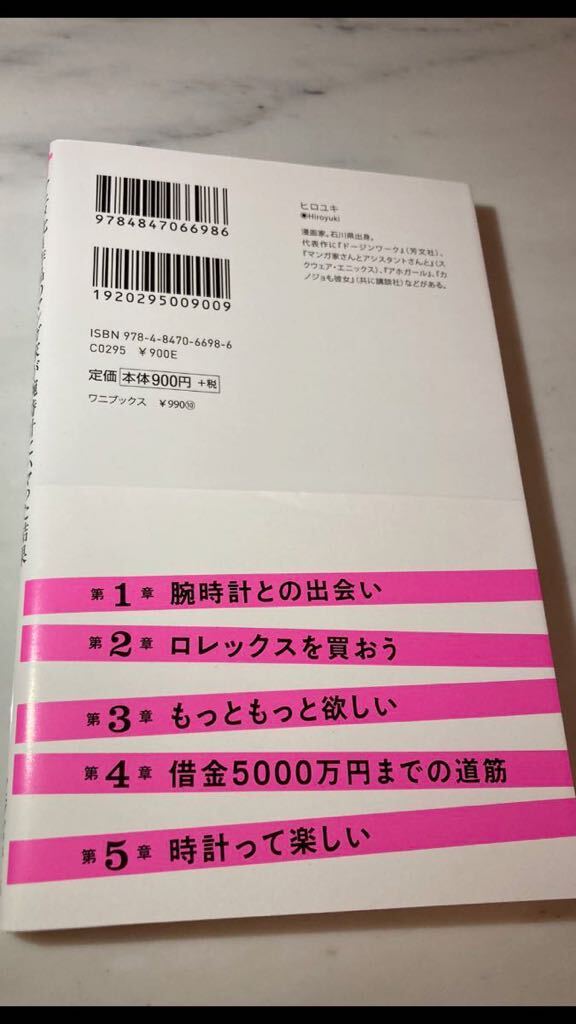 9784847066986
1920295009009
ISBN 978-4-8470-6698-6
C0295 ¥900E
定価 本体900円 +税
ワニブックス ¥990⑩
ヒロユキ
●Hiroyuki
漫画家。石川県出身。
代表作に『ドージンワーク』(芳文社)、
『マンガ家さんとアシスタントさんと』(ス
クウェア・エニックス)、『アホガール』、『カ
ノジョも彼女』(共に講談社)などがある。
第1章 腕時計との出会い
第2章 ロレックスを買おう
第3章 もっともっと欲しい
第4章 借金5000万円までの道筋
第5章 時計って楽しい